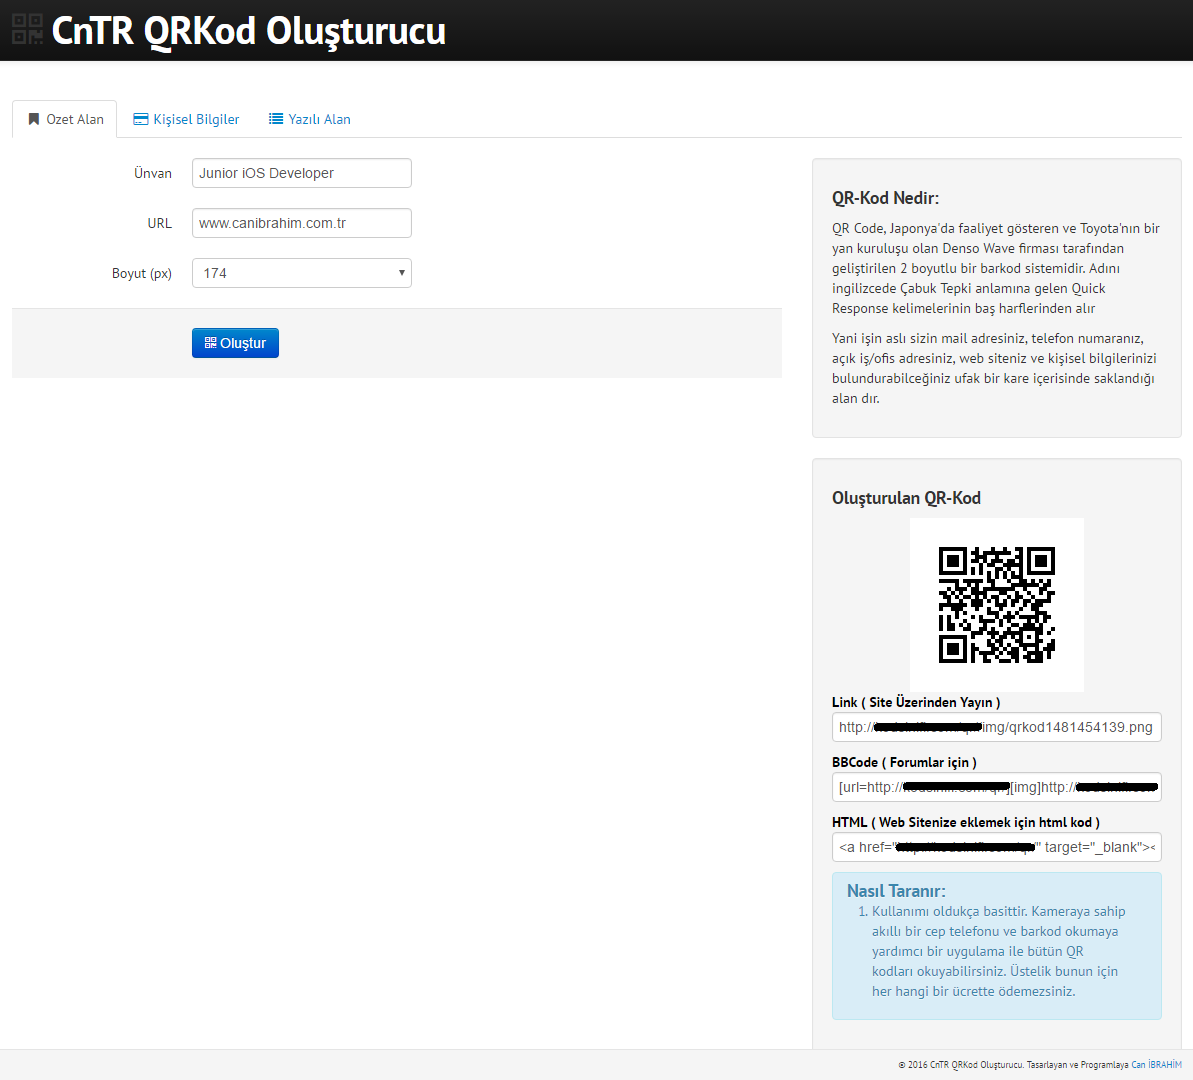 CnTR QRKod Oluşturucu
Ozet Alan
Kişisel Bilgiler
Yazılı Alan
Ünvan
Junior iOS Developer
URL
www.canibrahim.com.tr
Boyut (px)
174
Oluştur
QR-Kod Nedir:
QR Code, Japonya'da faaliyet gösteren ve Toyota'nın bir
yan kuruluşu olan Denso Wave firması tarafından
geliştirilen 2 boyutlu bir barkod sistemidir. Adını
ingilizcede Çabuk Tepki anlamına gelen Quick
Response kelimelerinin baş harflerinden alır
Yani işin aslı sizin mail adresiniz, telefon numaranız,
açık iş/ofis adresiniz, web siteniz ve kişisel bilgilerinizi
bulundurabilceğiniz ufak bir kare içerisinde saklandığı
alan dır.
Oluşturulan QR-Kod
Link ( Site Üzerinden Yayın )
http:// img/qrkod1481454139.png
BBCode ( Forumlar için )
[url=http:// ][img]http://
HTML ( Web Sitenize eklemek için html kod )
<a href=" " target="_blank"><
Nasıl Taranır:
1. Kullanımı oldukça basittir. Kameraya sahip
akıllı bir cep telefonu ve barkod okumaya
yardımcı bir uygulama ile bütün QR
kodları okuyabilirsiniz. Üstelik bunun için
her hangi bir ücrette ödemezsiniz.
© 2016 CnTR QRKod Oluşturucu. Tasarlayan ve Programlaya Can İBRAHİM